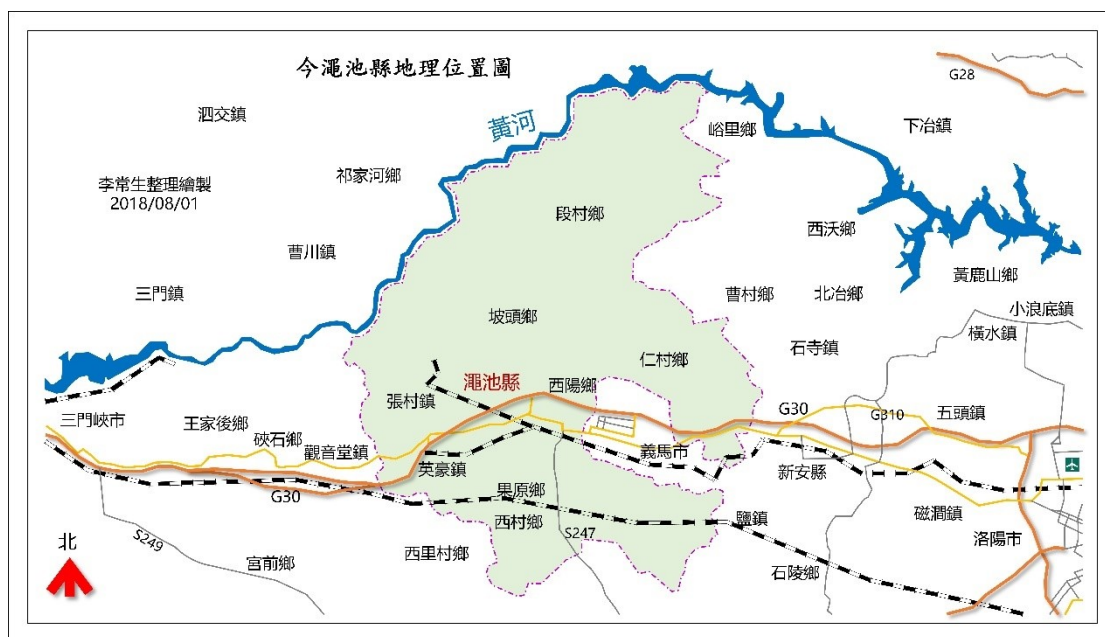 今澠池縣地理位置圖
G28
泗交鎮
黃河
峪里鄉
下冶鎮
李常生整理繪製
2018/08/01
祁家河鄉
段村鄉
西沃鄉
曹川鎮
黃鹿山鄉
三門鎮
曹村鄉
北冶鄉
小浪底鎮
坡頭鄉
橫水鎮
石寺鎮
仁村鄉
澠池縣
西陽鄉
張村鎮
三門峽市
王家後鄉
G30
G310
五頭鎮
硤石鄉
觀音堂鎮
英豪鎮
義馬市
新安縣
G30
果原鄉
西村鄉
鹽鎮
磁澗鎮
S247
洛陽市
S249
北
宮前鄉
西里村鄉
石陵鄉